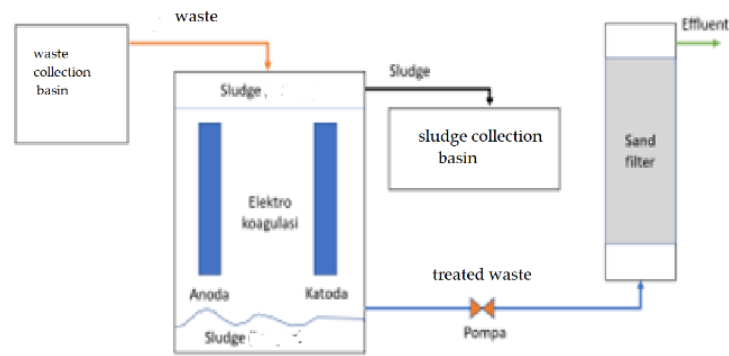 waste
Effluent
waste
collection
basin
Sludge
Sludge
sludge collection
basin
Sand
filter
Elektro
koagulasi
treated waste
Anoda
Katoda
Pompa
Sludge